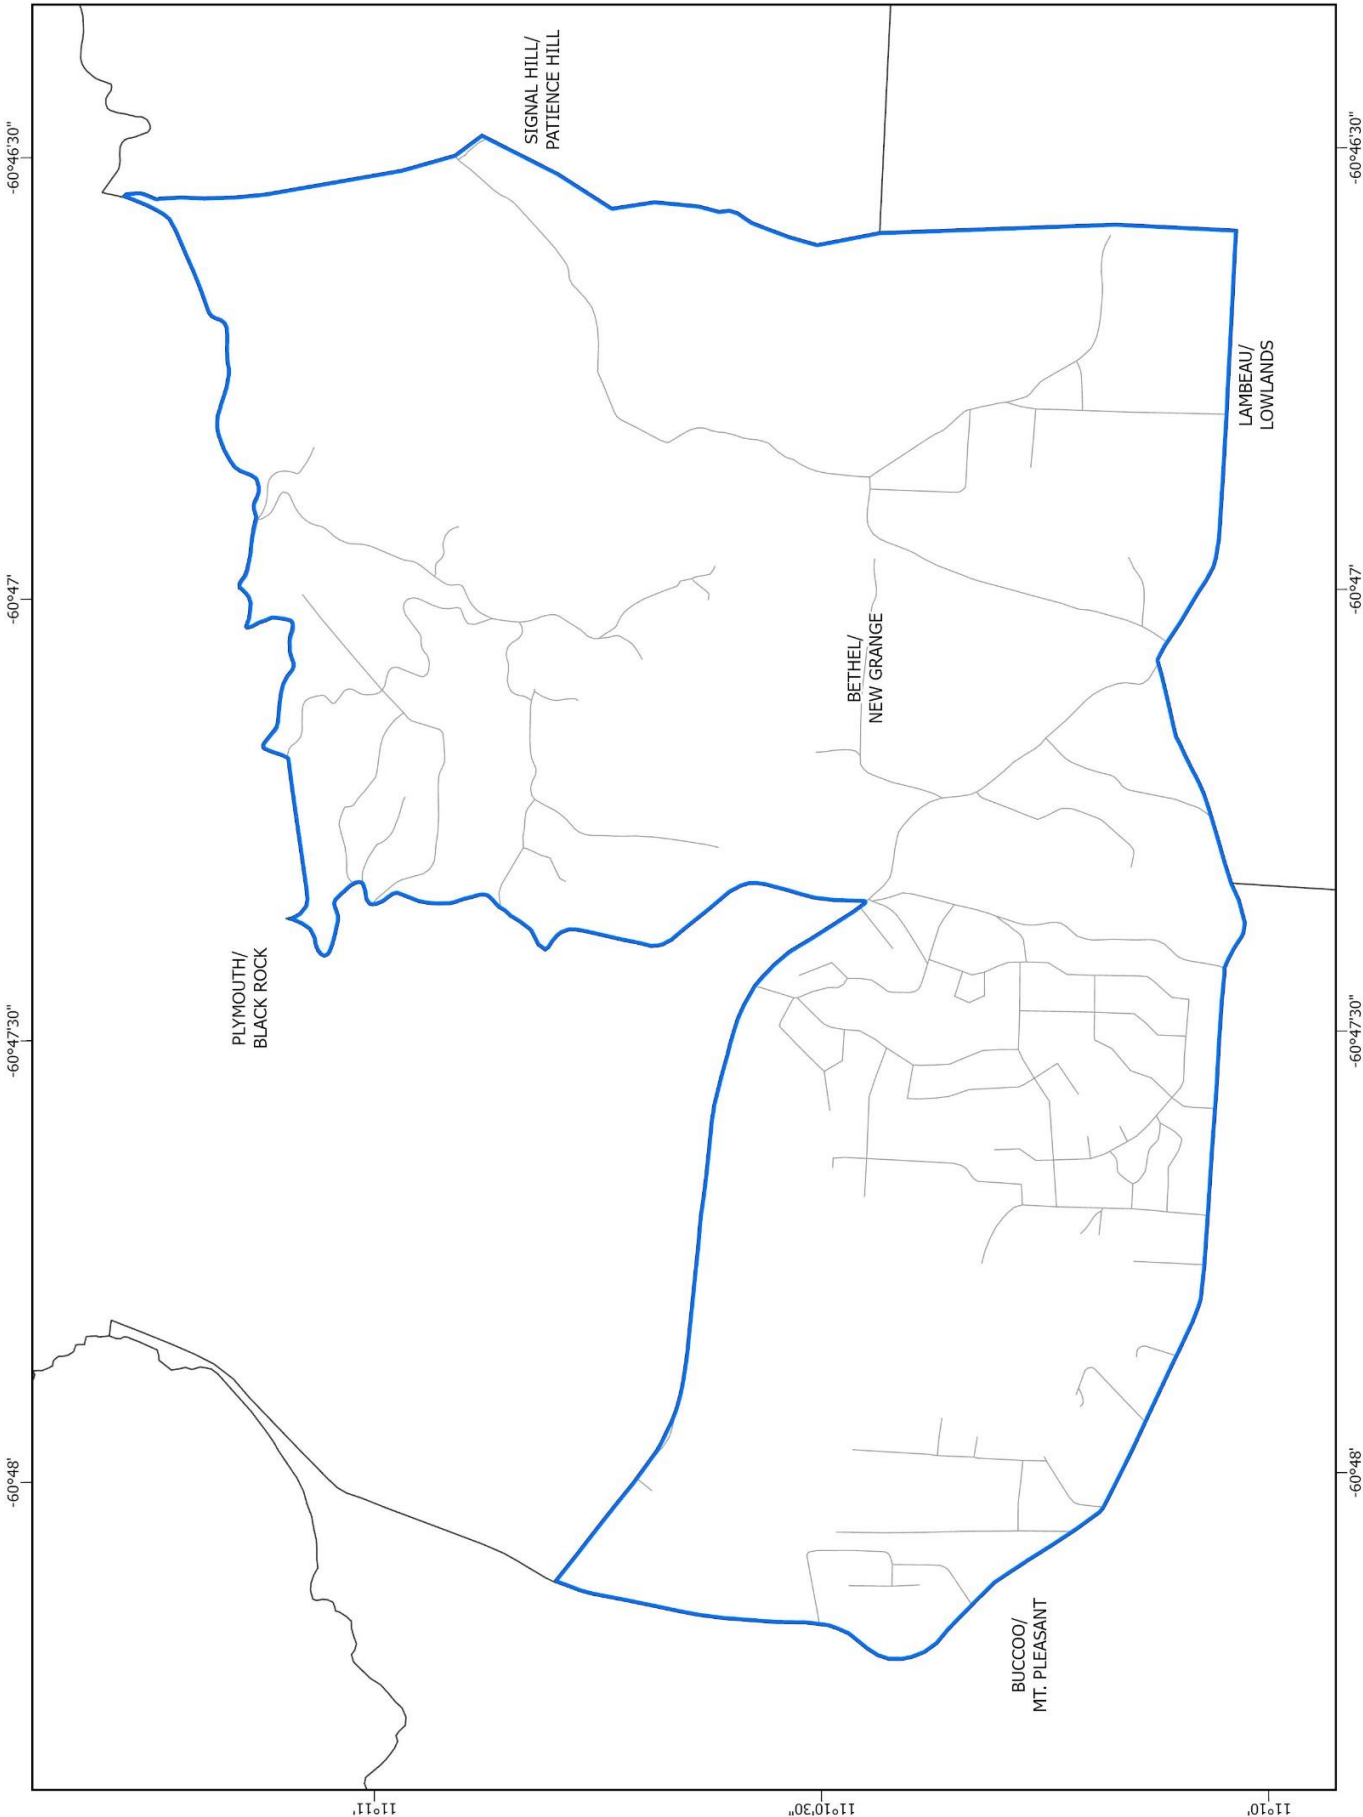 -60°48'
-60°47'30"
-60°47'
-60°46'30"
SIGNAL HILL/
PATIENCE HILL
PLYMOUTH/
BLACK ROCK
BETHEL/
NEW GRANGE
LAMBEAU/
LOWLANDS
BUCCOO/
MT. PLEASANT
11°11'
11°10'30"
11°10'
-60°48'
-60°47'30"
-60°47'
-60°46'30"